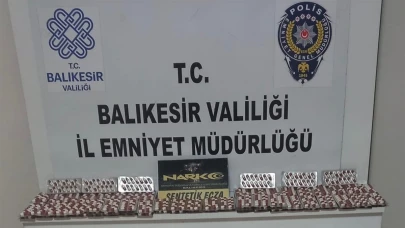 T.C.
BALIKESİR
VALİLİĞİ
POLİS
T.C.
BALIKESİR VALİLİĞİ
İL EMNİYET MÜDÜRLÜĞÜ
NARKO
SENTETİK ECZA